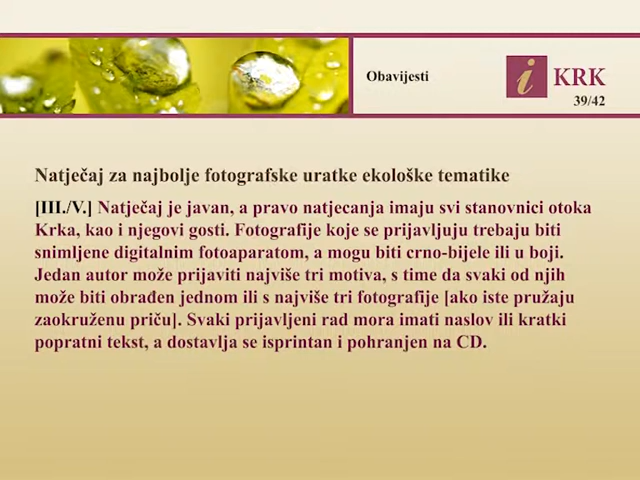 Obavijesti
i KRK
39/42
Natječaj za najbolje fotografske uratke ekološke tematike
[III./V.] Natječaj je javan, a pravo natjecanja imaju svi stanovnici otoka
Krka, kao i njegovi gosti. Fotografije koje se prijavljuju trebaju biti
snimljene digitalnim fotoaparatom, a mogu biti crno-bijele ili u boji.
Jedan autor može prijaviti najviše tri motiva, s time da svaki od njih
može biti obrađen jednom ili s najviše tri fotografije [ako iste pružaju
zaokruženu priču]. Svaki prijavljeni rad mora imati naslov ili kratki
popratni tekst, a dostavlja se isprintan i pohranjen na CD.